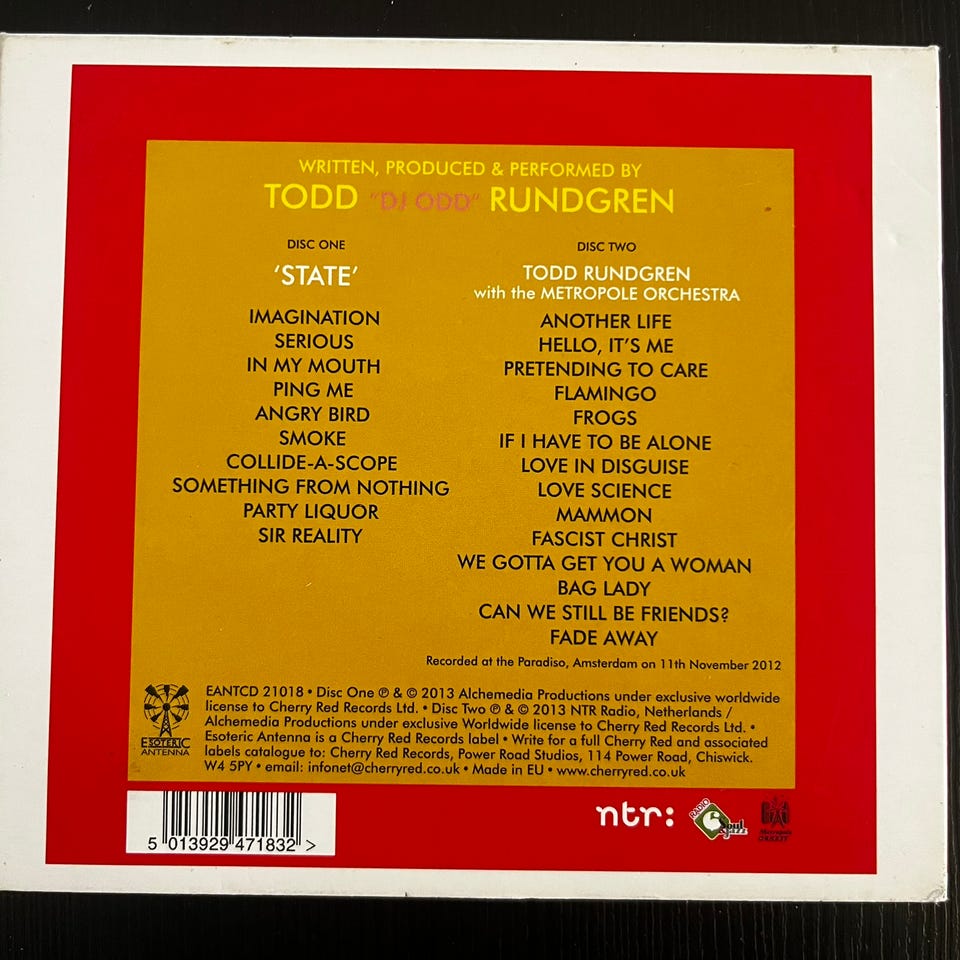 WRITTEN, PRODUCED & PERFORMED BY
TODD "DJ ODD" RUNDGREN
DISC ONE
'STATE'
IMAGINATION
SERIOUS
IN MY MOUTH
PING ME
ANGRY BIRD
SMOKE
COLLIDE-A-SCOPE
SOMETHING FROM NOTHING
PARTY LIQUOR
SIR REALITY
DISC TWO
TODD RUNDGREN
with the METROPOLE ORCHESTRA
ANOTHER LIFE
HELLO, IT'S ME
PRETENDING TO CARE
FLAMINGO
FROGS
IF I HAVE TO BE ALONE
LOVE IN DISGUISE
LOVE SCIENCE
MAMMON
FASCIST CHRIST
WE GOTTA GET YOU A WOMAN
BAG LADY
CAN WE STILL BE FRIENDS?
FADE AWAY
Recorded at the Paradiso, Amsterdam on 11th November 2012
ESOTERIC
ANTENNA
EANTCD 21018 • Disc One ℗ & © 2013 Alchemedia Productions under exclusive worldwide
license to Cherry Red Records Ltd. • Disc Two ℗ & © 2013 NTR Radio, Netherlands /
Alchemedia Productions under exclusive Worldwide license to Cherry Red Records Ltd. •
Esoteric Antenna is a Cherry Red Records label • Write for a full Cherry Red and associated
labels catalogue to: Cherry Red Records, Power Road Studios, 114 Power Road, Chiswick.
W4 5PY • email: infonet@cherryred.co.uk • Made in EU • www.cherryred.co.uk
5 013929 471832 >
ntr:
RADIO
6
Soul
& Jazz
Metropole
Orkest